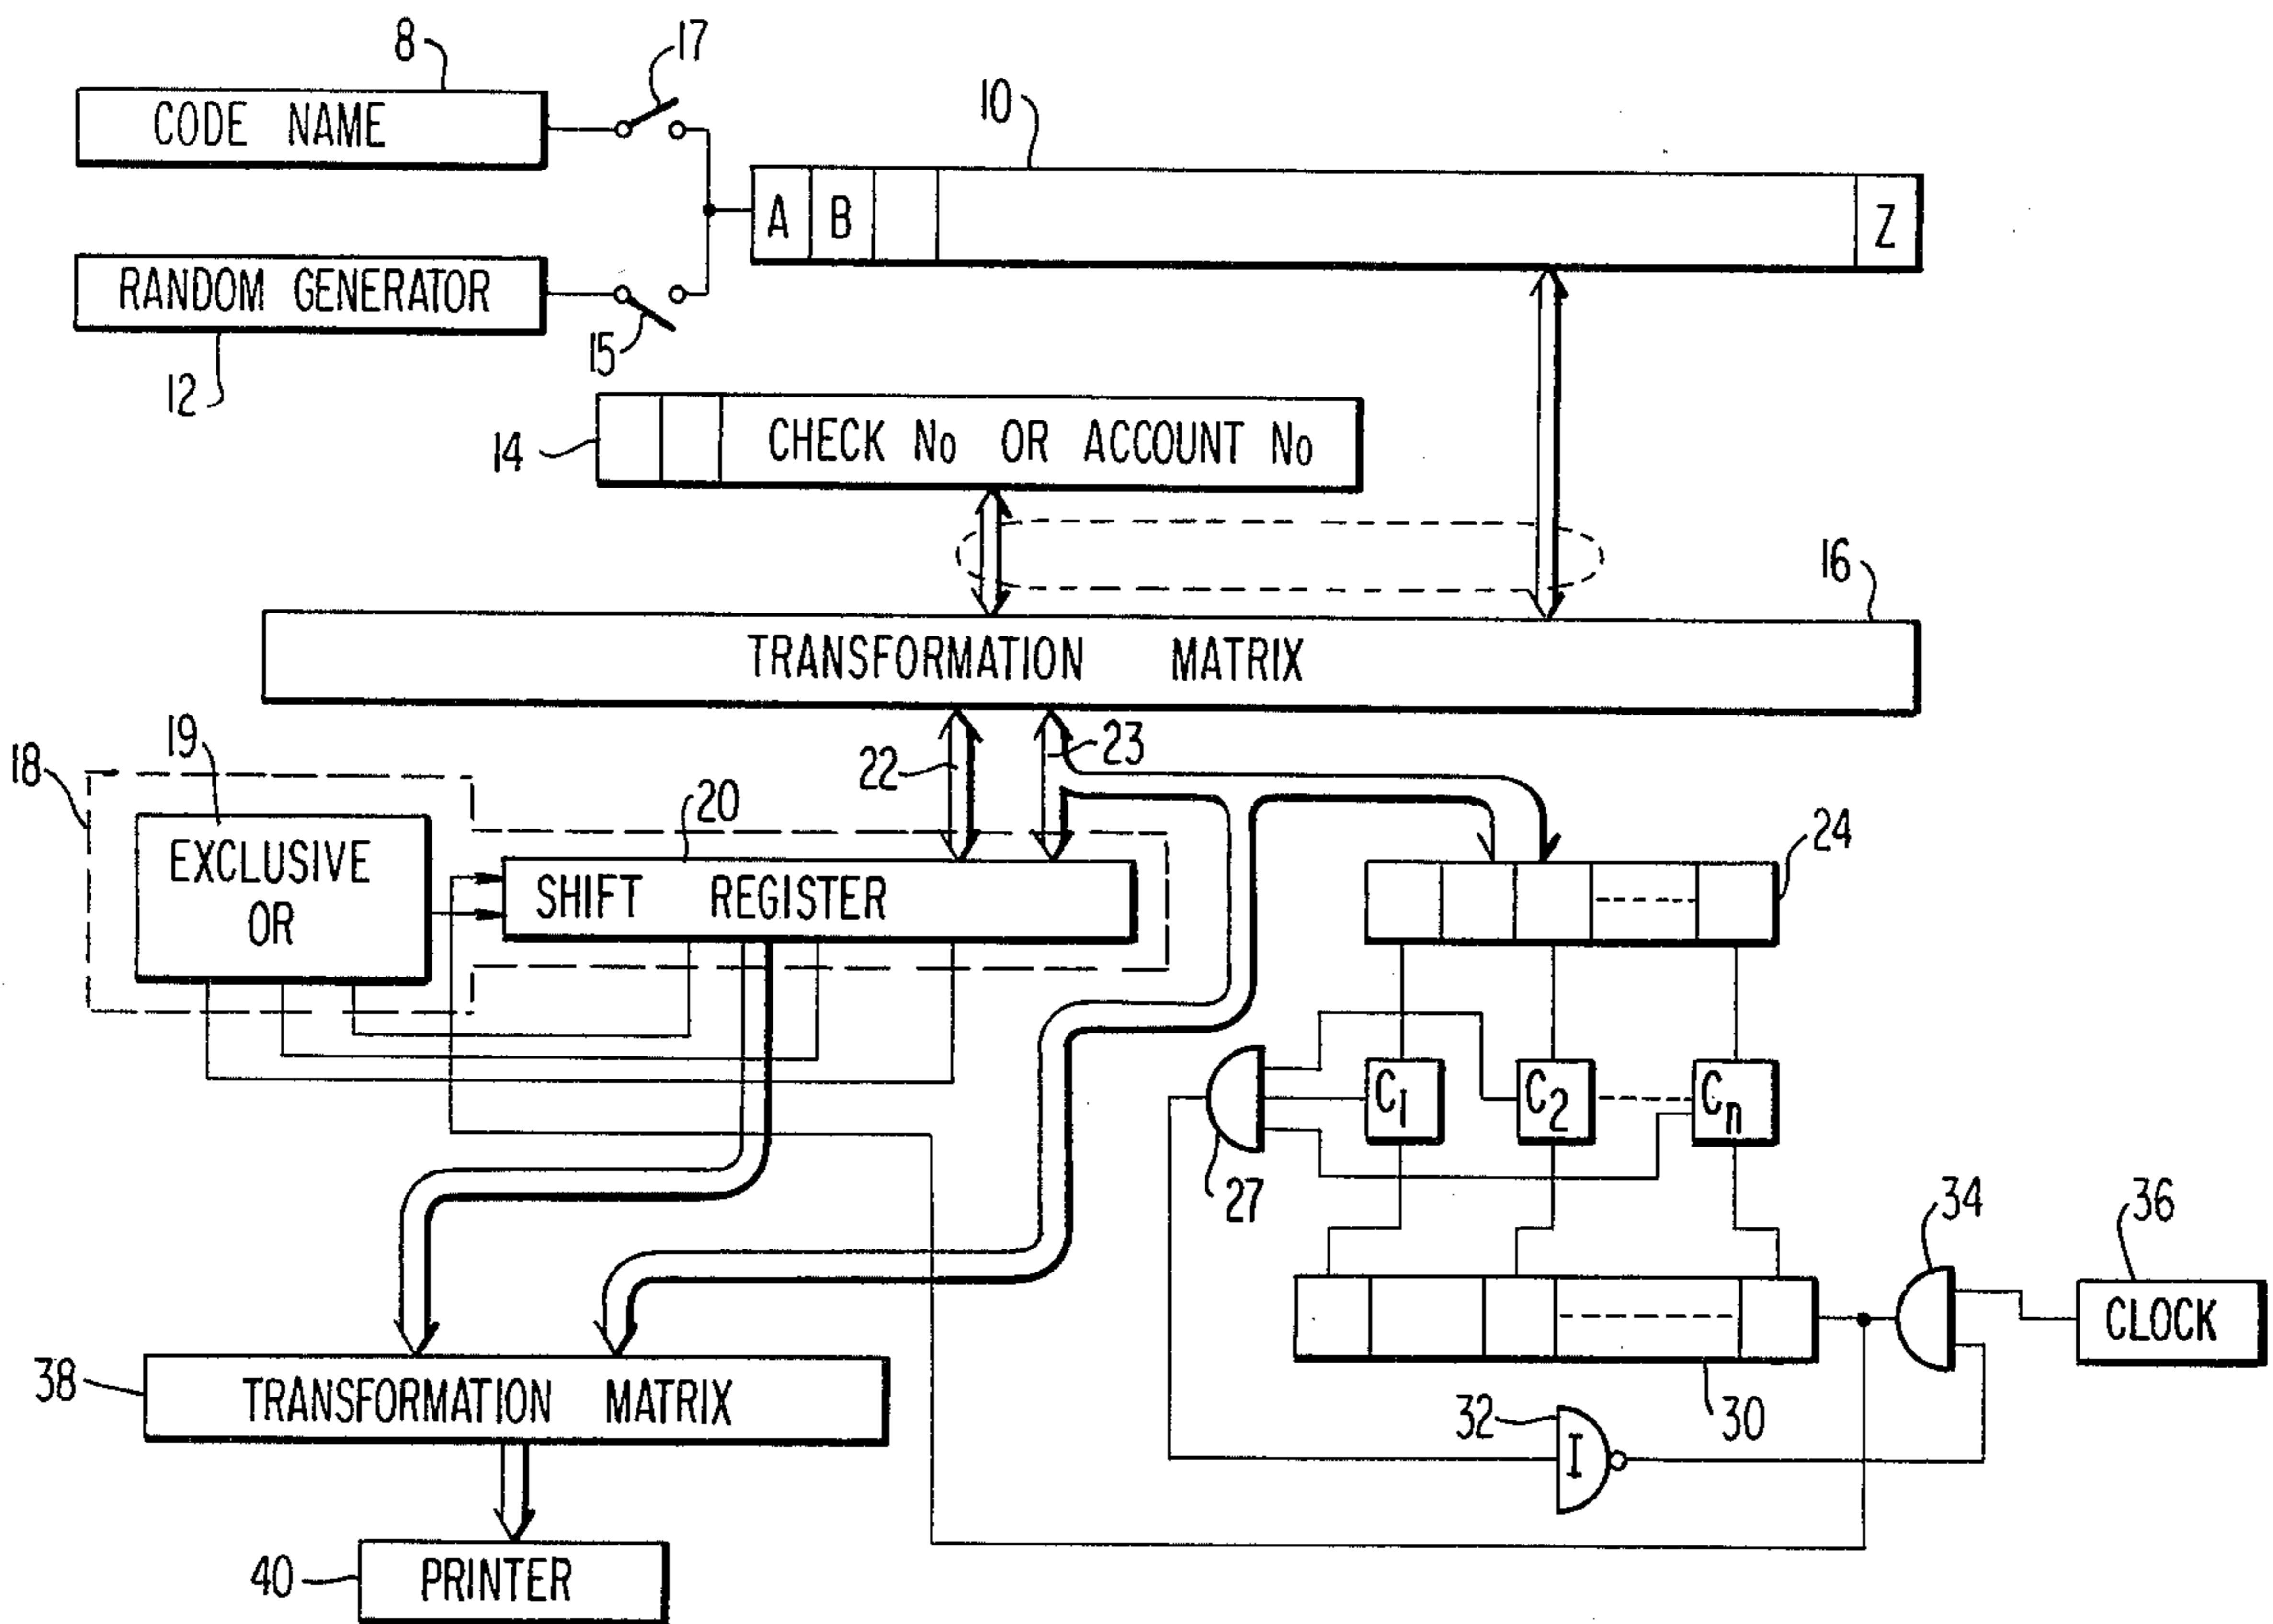 8
17
CODE NAME
10
A B Z
RANDOM GENERATOR
15
12
14
CHECK No OR ACCOUNT No
16
TRANSFORMATION MATRIX
18
19
22
23
20
24
EXCLUSIVE
OR
SHIFT REGISTER
C1
C2
Cn
27
34
36
CLOCK
38
TRANSFORMATION MATRIX
32
I
30
40
PRINTER